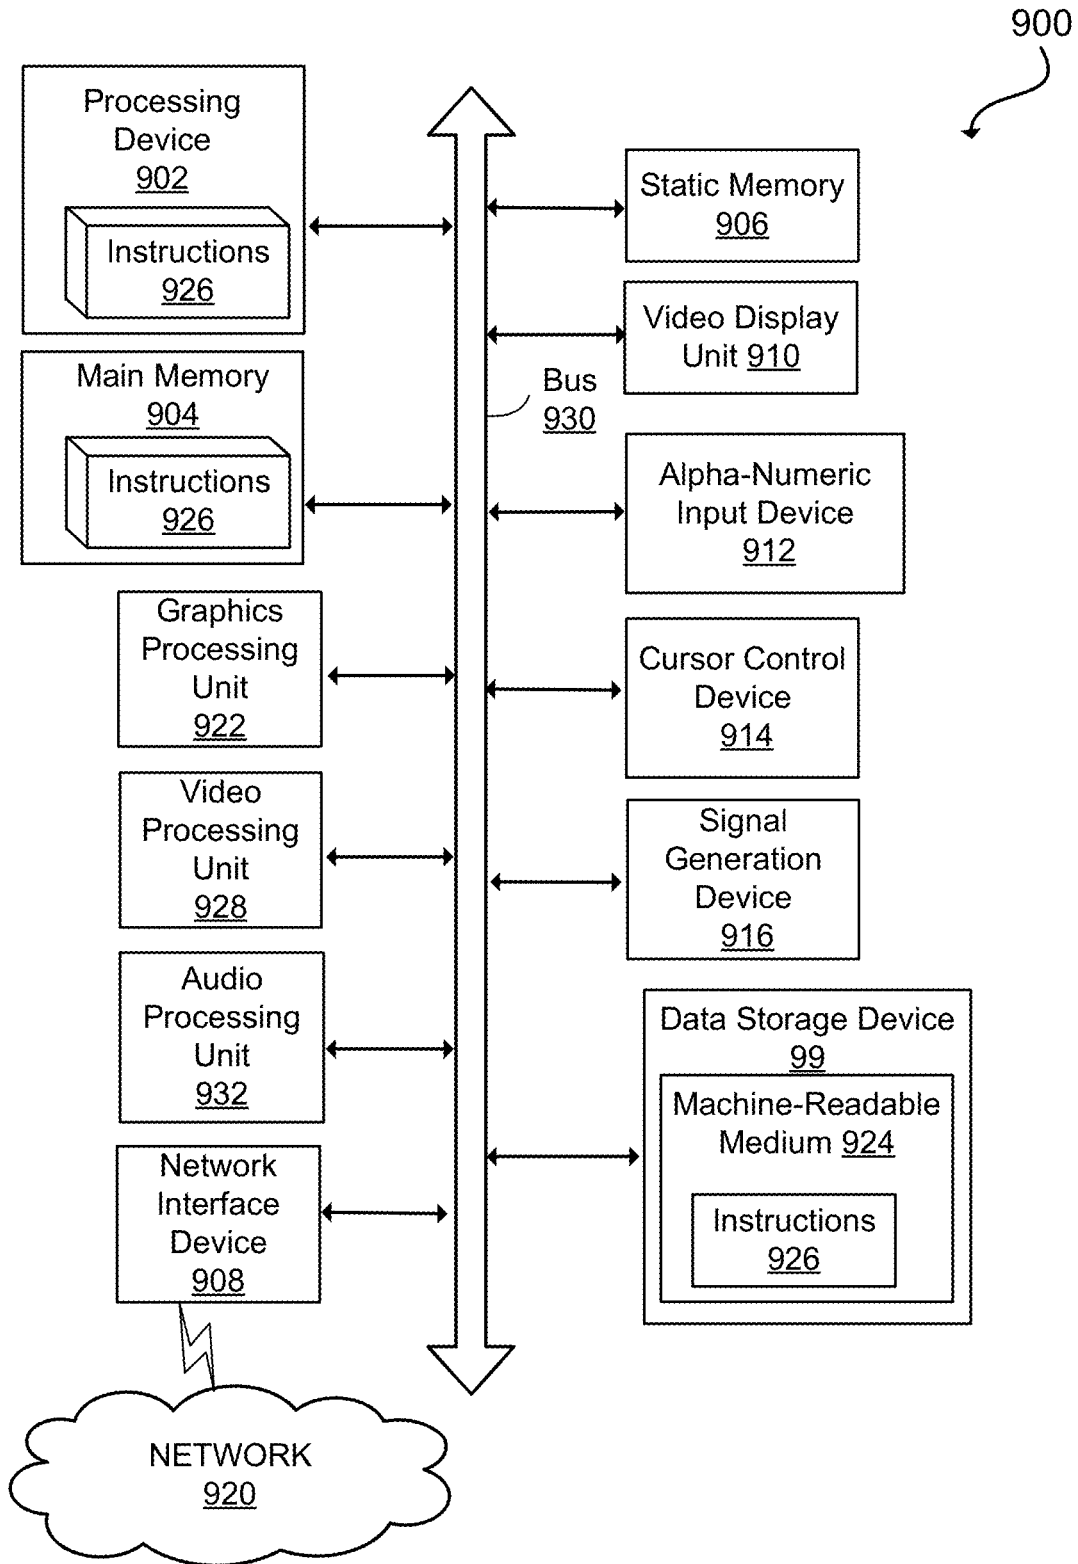 900
Processing
Device
902
Instructions
926
Main Memory
904
Instructions
926
Graphics
Processing
Unit
922
Video
Processing
Unit
928
Audio
Processing
Unit
932
Network
Interface
Device
908
NETWORK
920
Bus
930
Static Memory
906
Video Display
Unit 910
Alpha-Numeric
Input Device
912
Cursor Control
Device
914
Signal
Generation
Device
916
Data Storage Device
99
Machine-Readable
Medium 924
Instructions
926